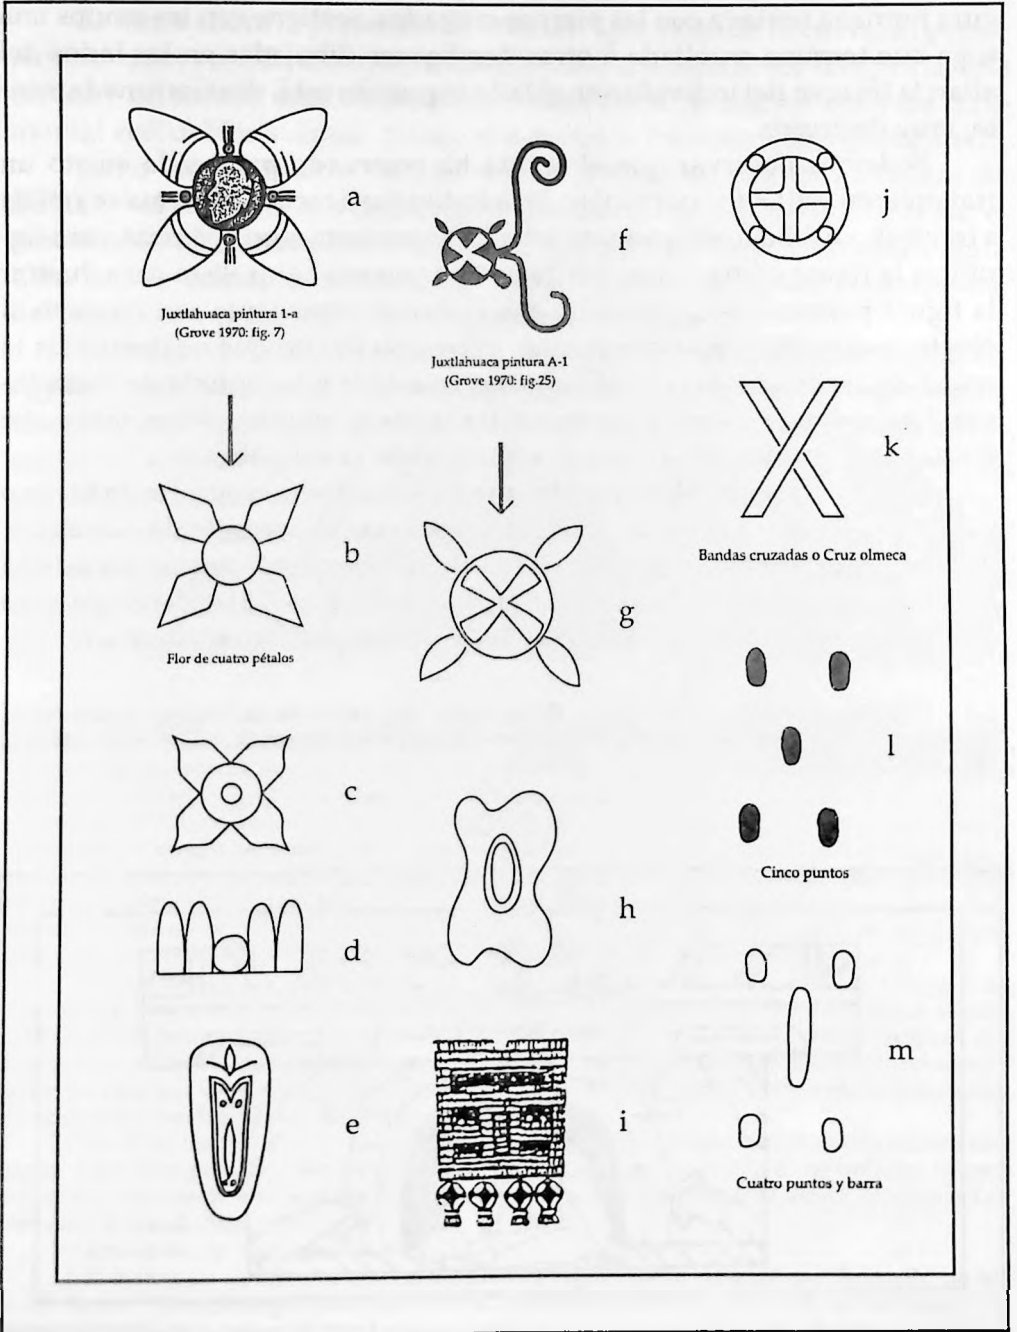 a
Juxtlahuaca pintura 1-a
(Grove 1970: fig. 7)
b
Flor de cuatro pétalos
c
d
e
f
Juxtlahuaca pintura A-1
(Grove 1970: fig.25)
g
h
i
j
k
Bandas cruzadas o Cruz olmeca
l
Cinco puntos
m
Cuatro puntos y barra